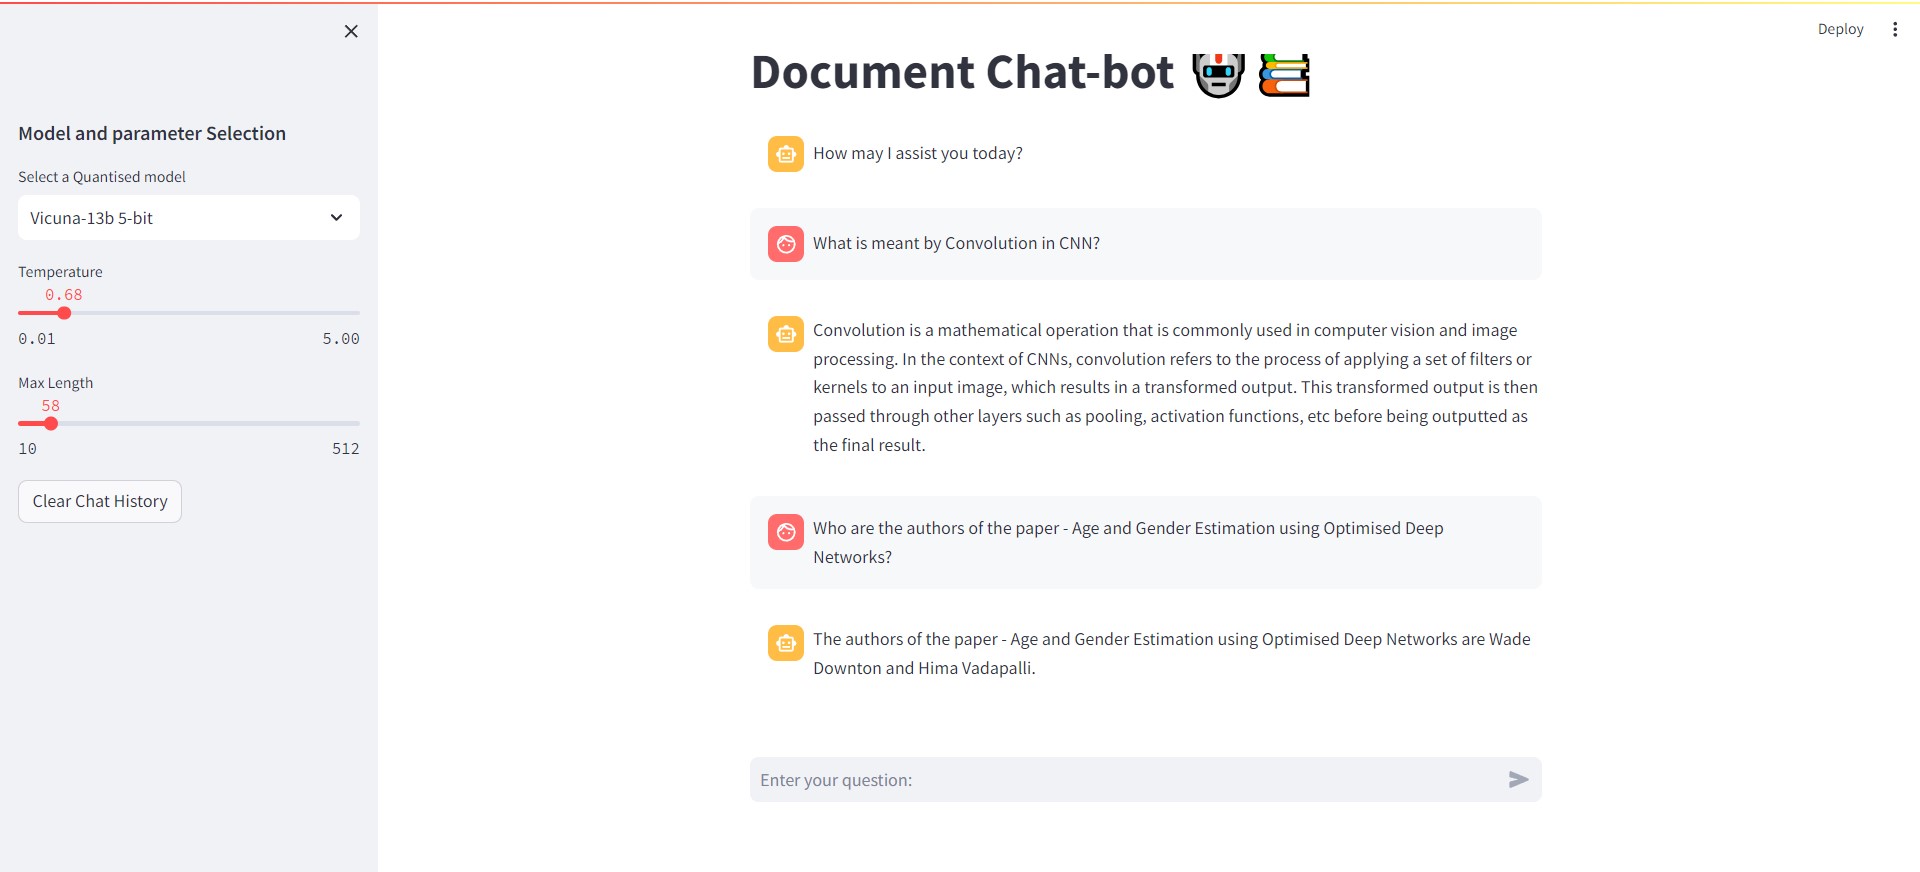 Deploy
Model and parameter Selection
Select a Quantised model
Vicuna-13b 5-bit
Temperature
0.68
0.01 5.00
Max Length
58
10 512
Clear Chat History
Document Chat-bot
How may I assist you today?
What is meant by Convolution in CNN?
Convolution is a mathematical operation that is commonly used in computer vision and image
processing. In the context of CNNs, convolution refers to the process of applying a set of filters or
kernels to an input image, which results in a transformed output. This transformed output is then
passed through other layers such as pooling, activation functions, etc before being outputted as
the final result.
Who are the authors of the paper - Age and Gender Estimation using Optimised Deep
Networks?
The authors of the paper - Age and Gender Estimation using Optimised Deep Networks are Wade
Downton and Hima Vadapalli.
Enter your question: